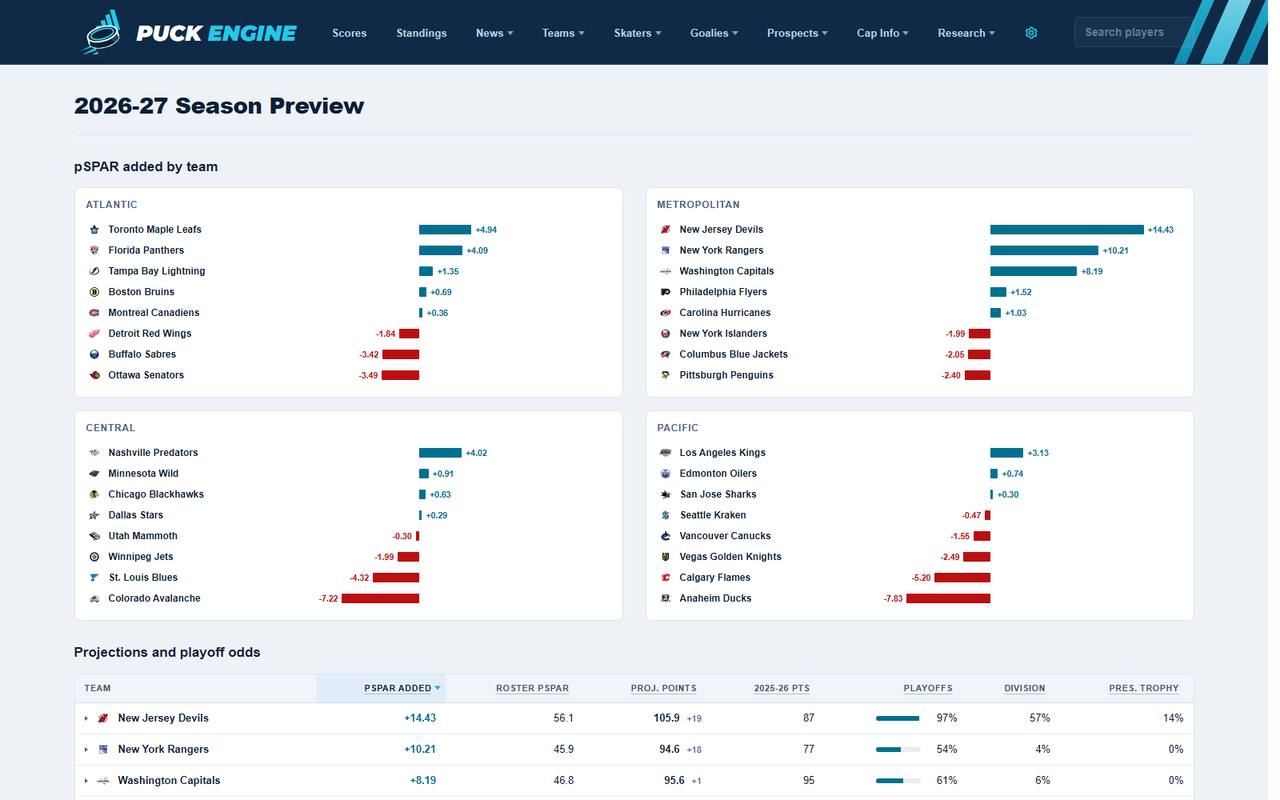 PUCK ENGINE
Scores Standings News Teams Skaters Goalies Prospects Cap Info Research Search players
2026-27 Season Preview
pSPAR added by team
ATLANTIC
Toronto Maple Leafs +4.94
Florida Panthers +4.09
Tampa Bay Lightning +1.35
Boston Bruins +0.69
Montreal Canadiens +0.36
Detroit Red Wings -1.84
Buffalo Sabres -3.42
Ottawa Senators -3.49
METROPOLITAN
New Jersey Devils +14.43
New York Rangers +10.21
Washington Capitals +8.19
Philadelphia Flyers +1.52
Carolina Hurricanes +1.03
New York Islanders -1.99
Columbus Blue Jackets -2.05
Pittsburgh Penguins -2.40
CENTRAL
Nashville Predators +4.02
Minnesota Wild +0.91
Chicago Blackhawks +0.63
Dallas Stars +0.29
Utah Mammoth -0.30
Winnipeg Jets -1.99
St. Louis Blues -4.32
Colorado Avalanche -7.22
PACIFIC
Los Angeles Kings +3.13
Edmonton Oilers +0.74
San Jose Sharks +0.30
Seattle Kraken -0.47
Vancouver Canucks -1.55
Vegas Golden Knights -2.49
Calgary Flames -5.20
Anaheim Ducks -7.83
Projections and playoff odds
TEAM PSPAR ADDED ROSTER PSPAR PROJ. POINTS 2025-26 PTS PLAYOFFS DIVISION PRES. TROPHY
New Jersey Devils +14.43 56.1 105.9 +19 87 97% 57% 14%
New York Rangers +10.21 45.9 94.6 +18 77 54% 4% 0%
Washington Capitals +8.19 46.8 95.6 +1 95 61% 6% 0%